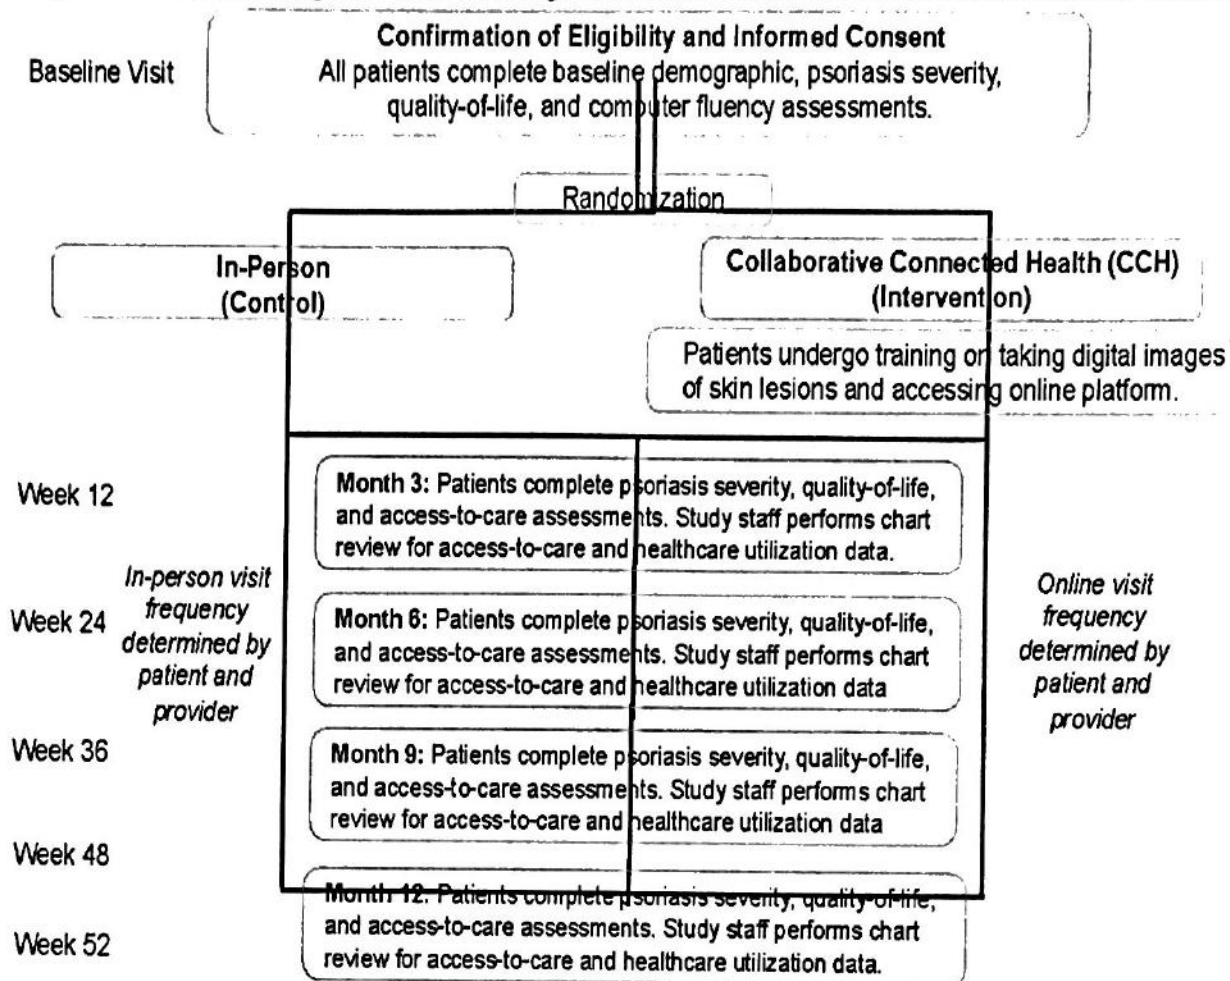 Confirmation of Eligibility and Informed Consent
Baseline Visit
All patients complete baseline demographic, psoriasis severity,
quality-of-life, and computer fluency assessments.
Randomization
In-Person
(Control)
Collaborative Connected Health (CCH)
(Intervention)
Patients undergo training on taking digital images
of skin lesions and accessing online platform.
Week 12
Month 3: Patients complete psoriasis severity, quality-of-life,
and access-to-care assessments. Study staff performs chart
review for access-to-care and healthcare utilization data.
In-person visit
frequency
determined by
patient and
provider
Online visit
frequency
determined by
patient and
provider
Week 24
Month 6: Patients complete psoriasis severity, quality-of-life,
and access-to-care assessments. Study staff performs chart
review for access-to-care and healthcare utilization data
Week 36
Month 9: Patients complete psoriasis severity, quality-of-life,
and access-to-care assessments. Study staff performs chart
review for access-to-care and healthcare utilization data
Week 48
Month 12: Patients complete psoriasis severity, quality-of-life,
and access-to-care assessments. Study staff performs chart
review for access-to-care and healthcare utilization data.
Week 52